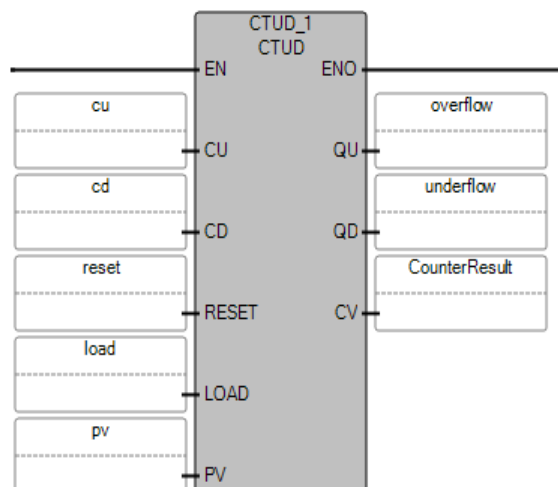 CTUD_1
CTUD
EN ENO
cu overflow
CU QU
cd underflow
CD QD
reset CounterResult
RESET CV
load
LOAD
pv
PV